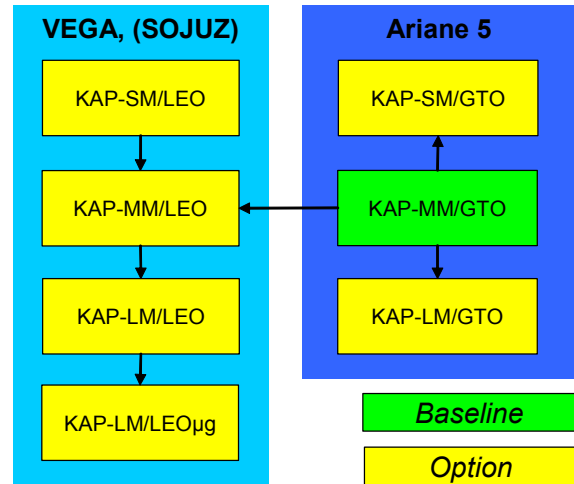 VEGA, (SOJUZ)
KAP-SM/LEO
KAP-MM/LEO
KAP-LM/LEO
KAP-LM/LEOµg
Ariane 5
KAP-SM/GTO
KAP-MM/GTO
KAP-LM/GTO
Baseline
Option